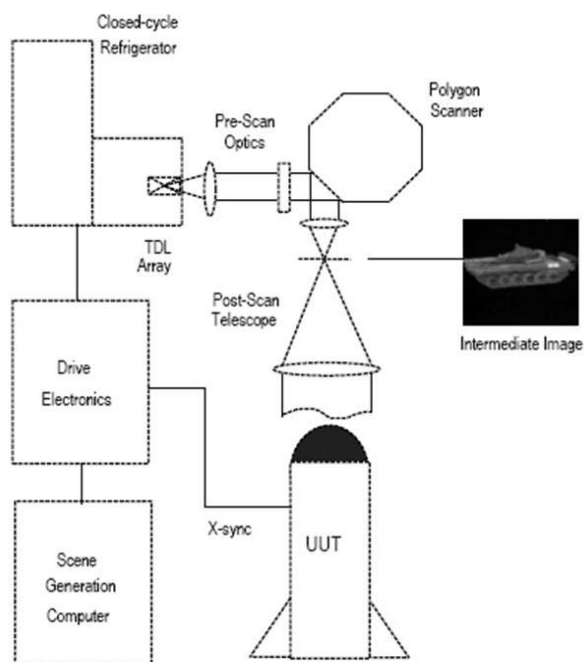 Closed-cycle
Refrigerator
Polygon
Scanner
Pre-Scan
Optics
TDL
Array
Post-Scan
Telescope
Intermediate Image
Drive
Electronics
X-sync
UUT
Scene
Generation
Computer